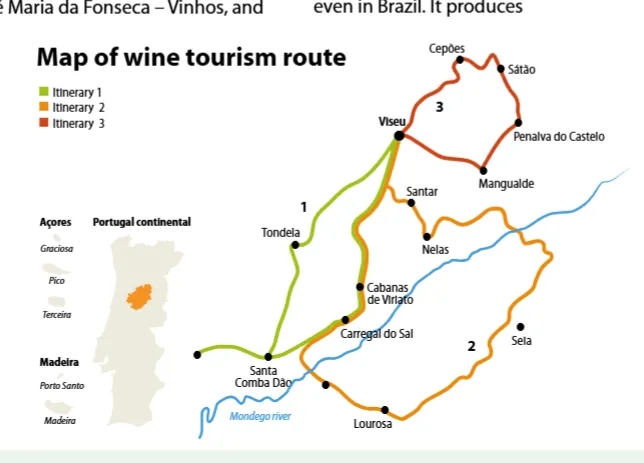 é Maria da Fonseca – Vinhos, and
even in Brazil. It produces
Map of wine tourism route
Itinerary 1
Itinerary 2
Itinerary 3
Cepões
Sátão
3
Viseu
Penalva do Castelo
Mangualde
Santar
1
Açores
Portugal continental
Tondela
Graciosa
Nelas
Pico
Cabanas
de Viriato
Terceira
Carregal do Sal
Seia
2
Madeira
Santa
Comba Dão
Porto Santo
Mondego river
Madeira
Lourosa